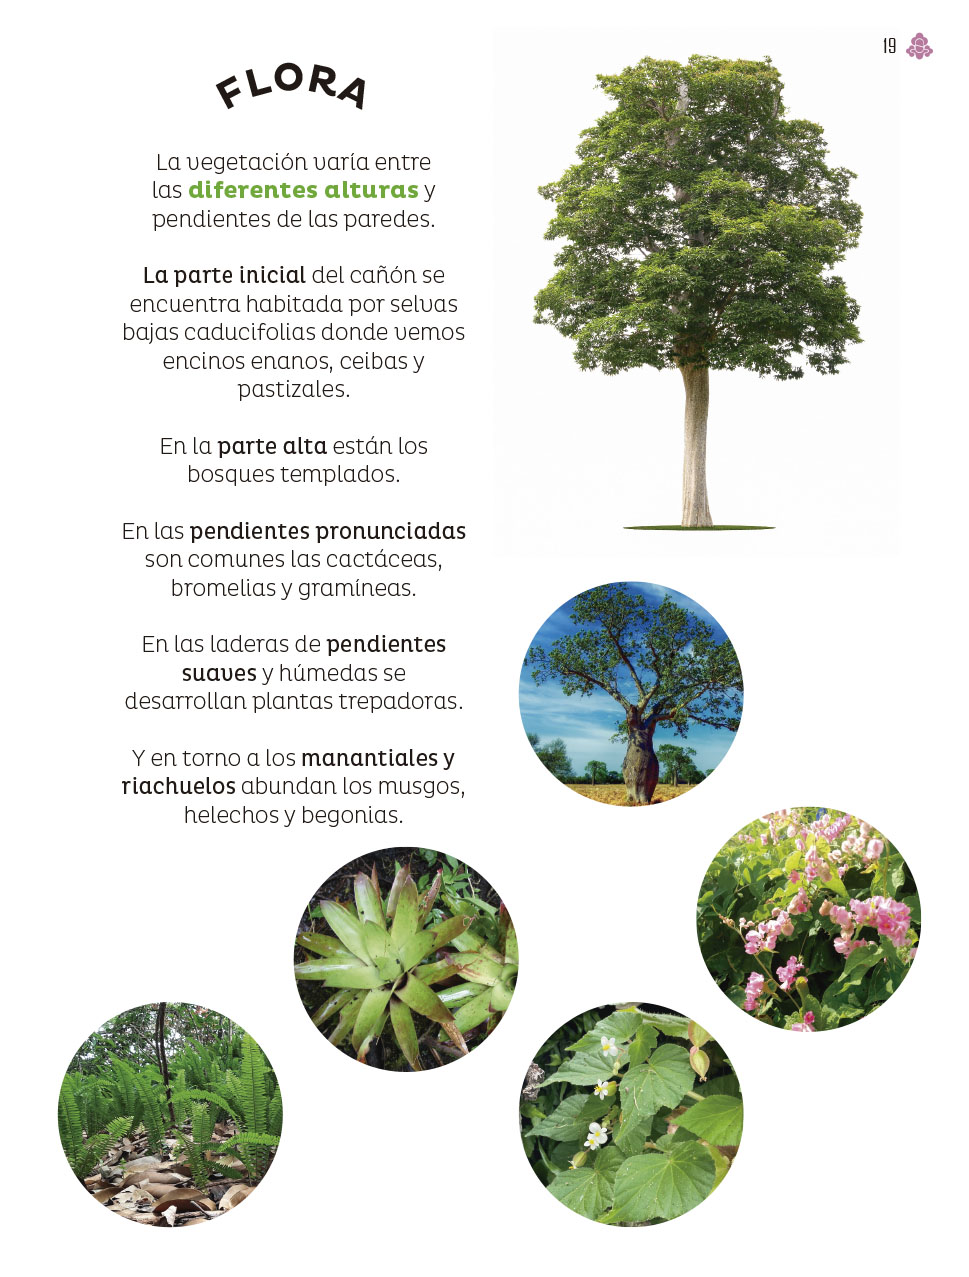 19
FLORA
La vegetación varía entre
las diferentes alturas y
pendientes de las paredes.
La parte inicial del cañón se
encuentra habitada por selvas
bajas caducifolias donde vemos
encinos enanos, ceibas y
pastizales.
En la parte alta están los
bosques templados.
En las pendientes pronunciadas
son comunes las cactáceas,
bromelias y gramíneas.
En las laderas de pendientes
suaves y húmedas se
desarrollan plantas trepadoras.
Y en torno a los manantiales y
riachuelos abundan los musgos,
helechos y begonias.